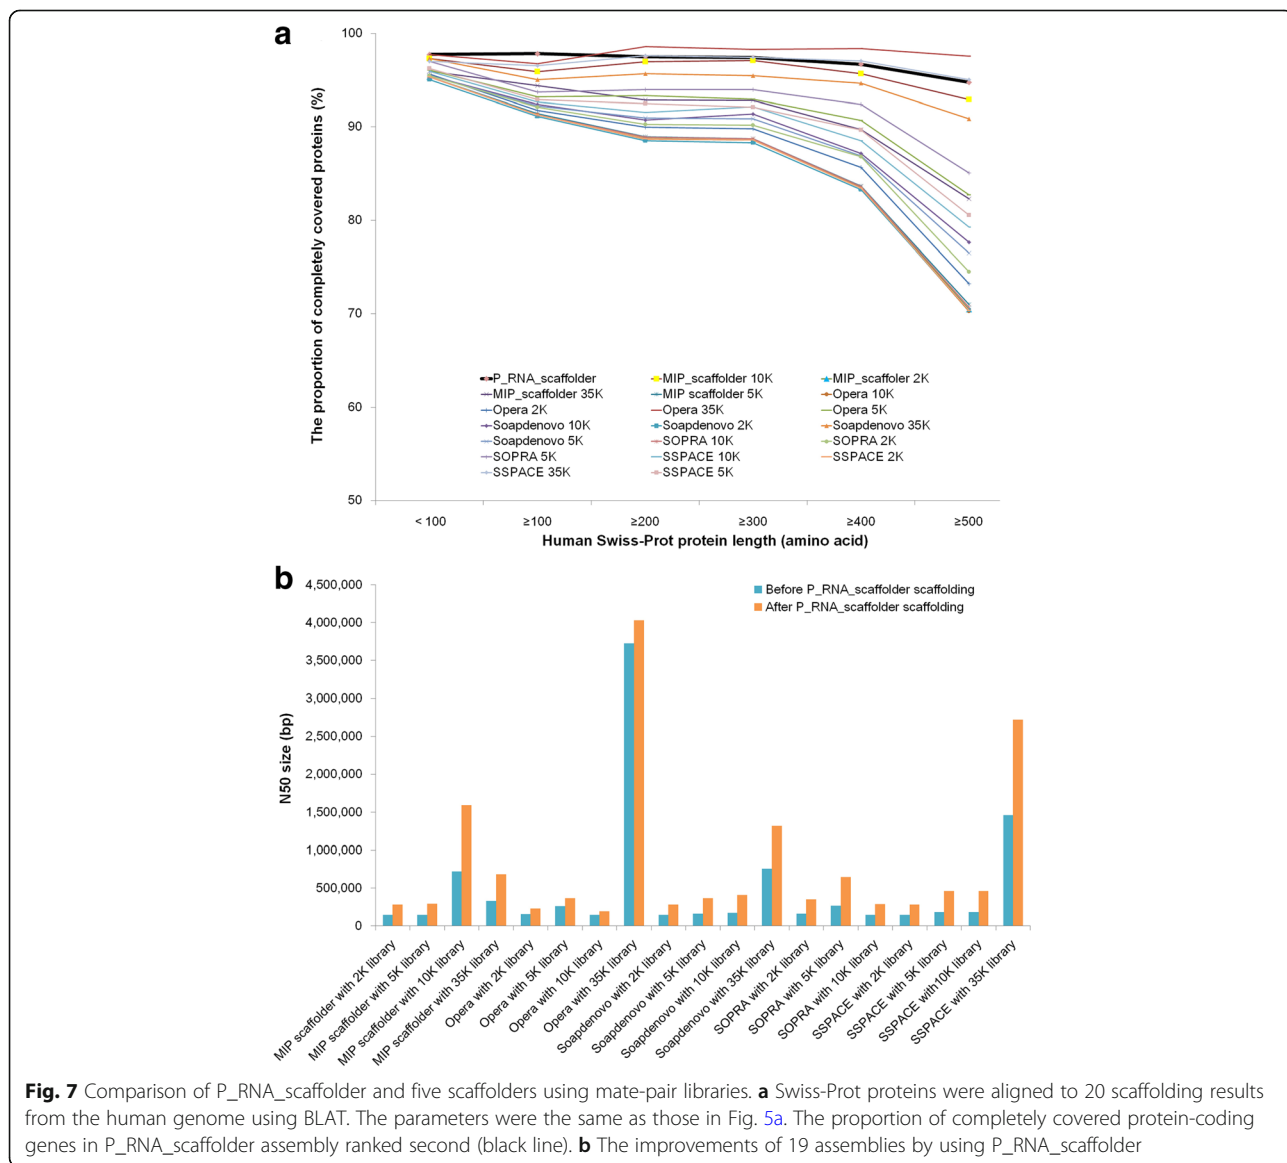 a
The proportion of completely covered proteins (%)
100
90
80
70
60
50
P_RNA_scaffolder
MIP_scaffolder 10K
MIP_scaffoler 2K
MIP_scaffolder 35K
MIP scaffolder 5K
Opera 10K
Opera 2K
Opera 35K
Opera 5K
Soapdenovo 10K
Soapdenovo 2K
Soapdenovo 35K
Soapdenovo 5K
SOPRA 10K
SOPRA 2K
SOPRA 5K
SSPACE 10K
SSPACE 2K
SSPACE 35K
SSPACE 5K
< 100
≥100
≥200
≥300
≥400
≥500
Human Swiss-Prot protein length (amino acid)
b
N50 size (bp)
4,500,000
4,000,000
3,500,000
3,000,000
2,500,000
2,000,000
1,500,000
1,000,000
500,000
0
Before P_RNA_scaffolder scaffolding
After P_RNA_scaffolder scaffolding
MIP scaffolder with 2K library
MIP scaffolder with 5K library
MIP scaffolder with 10K library
MIP scaffolder with 35K library
Opera with 2K library
Opera with 5K library
Opera with 10K library
Opera with 35K library
Soapdenovo with 2K library
Soapdenovo with 5K library
Soapdenovo with 10K library
Soapdenovo with 35K library
SOPRA with 2K library
SOPRA with 5K library
SOPRA with 10K library
SSPACE with 2K library
SSPACE with 5K library
SSPACE with10K library
SSPACE with 35K library
Fig. 7 Comparison of P_RNA_scaffolder and five scaffolders using mate-pair libraries. a Swiss-Prot proteins were aligned to 20 scaffolding results
from the human genome using BLAT. The parameters were the same as those in Fig. 5a. The proportion of completely covered protein-coding
genes in P_RNA_scaffolder assembly ranked second (black line). b The improvements of 19 assemblies by using P_RNA_scaffolder